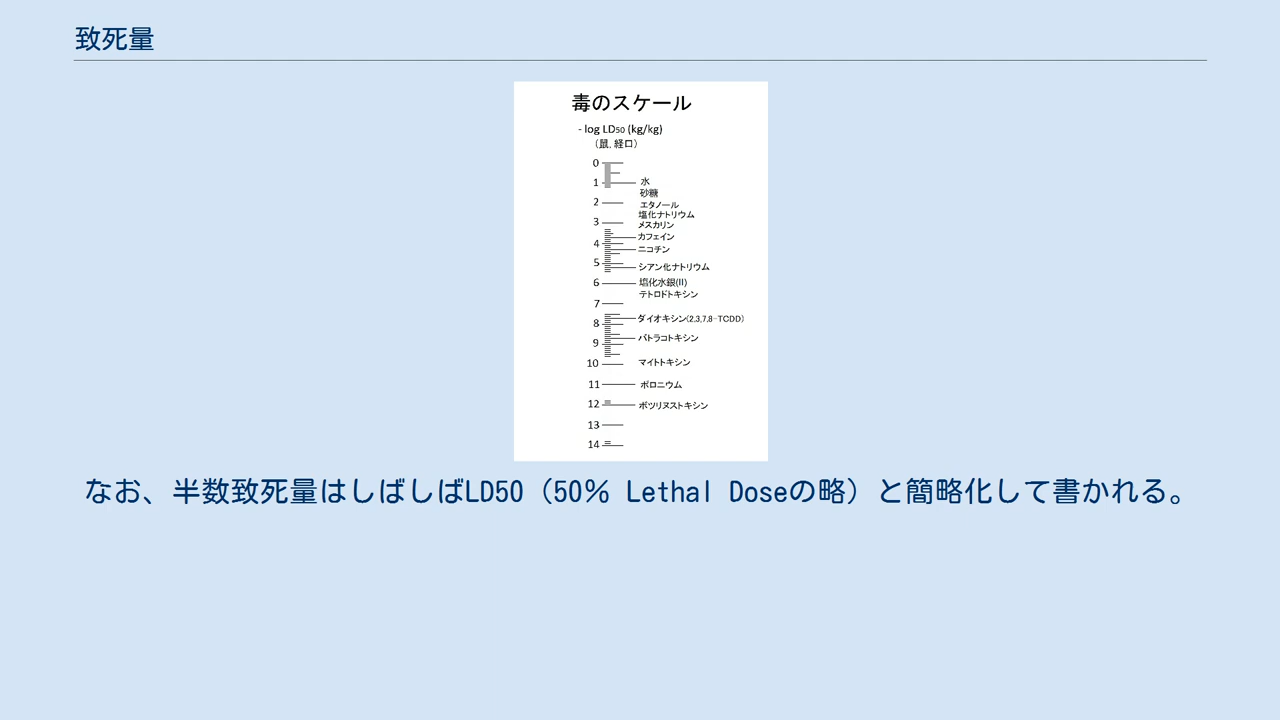 致死量
毒のスケール
- log LD50 (kg/kg)
（鼠, 経口）
0
1 水
砂糖
2 エタノール
塩化ナトリウム
3 メスカリン
カフェイン
4 ニコチン
5 シアン化ナトリウム
6 塩化水銀(II)
テトロドトキシン
7
8 ダイオキシン(2,3,7,8-TCDD)
バトラコトキシン
9
10 マイトトキシン
11 ポロニウム
12 ボツリヌストキシン
13
14
なお、半数致死量はしばしばLD50（50％ Lethal Doseの略）と簡略化して書かれる。